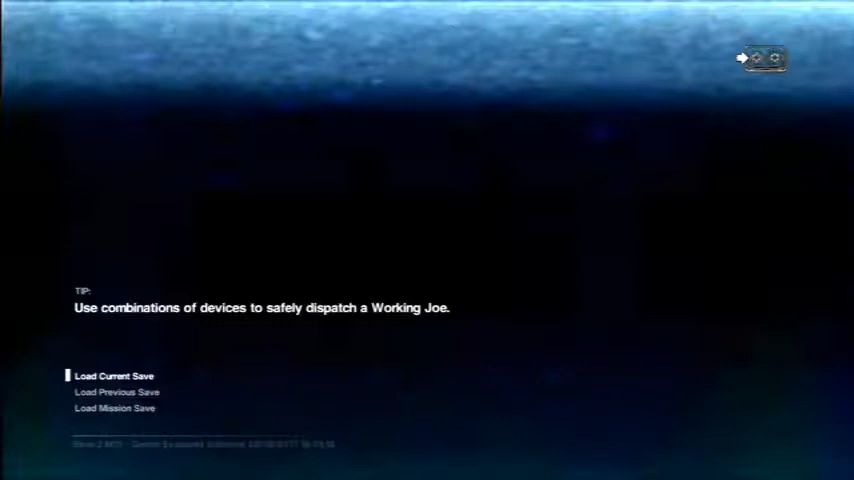 TIP:
Use combinations of devices to safely dispatch a Working Joe.
Load Current Save
Load Previous Save
Load Mission Save